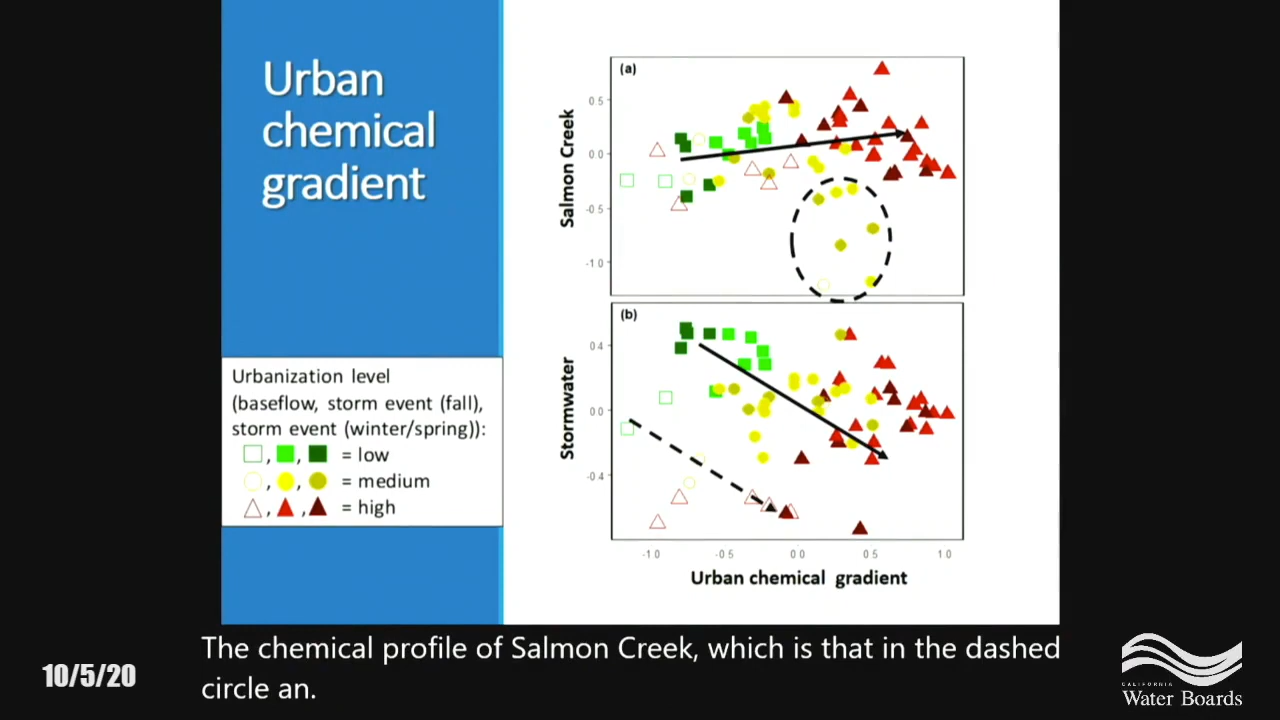 Urban
chemical
gradient
Urbanization level
(baseflow, storm event (fall),
storm event (winter/spring)):
, , = low
, , = medium
, , = high
(a)
Salmon Creek
0 5
0 0
-0 5
-1 0
(b)
Stormwater
0 4
0 0
-0 4
-1 0
-0 5
0 0
0 5
1 0
Urban chemical gradient
The chemical profile of Salmon Creek, which is that in the dashed
circle an.
10/5/20
CALIFORNIA
Water Boards